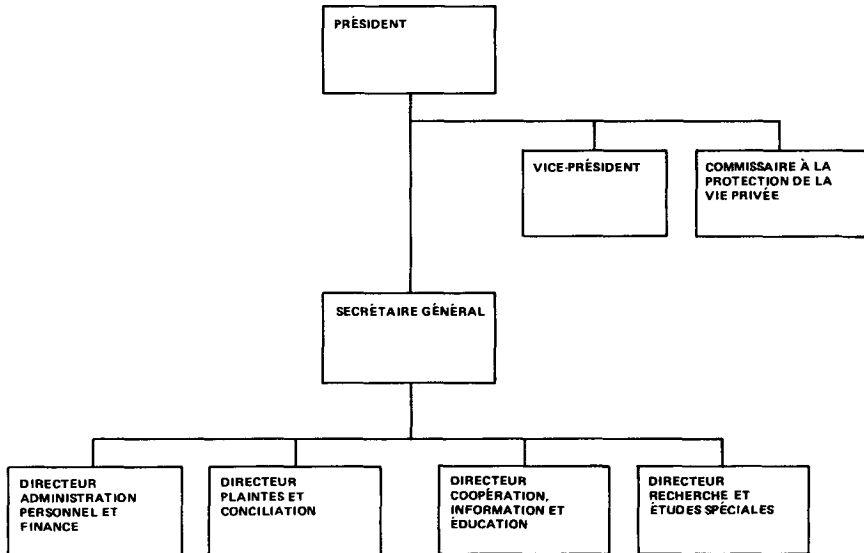 PRÉSIDENT
VICE-PRÉSIDENT
COMMISSAIRE À LA
PROTECTION DE LA
VIE PRIVÉE
SECRÉTAIRE GÉNÉRAL
DIRECTEUR
ADMINISTRATION
PERSONNEL ET
FINANCE
DIRECTEUR
PLAINTES ET
CONCILIATION
DIRECTEUR
COOPÉRATION,
INFORMATION ET
ÉDUCATION
DIRECTEUR
RECHERCHE ET
ÉTUDES SPÉCIALES